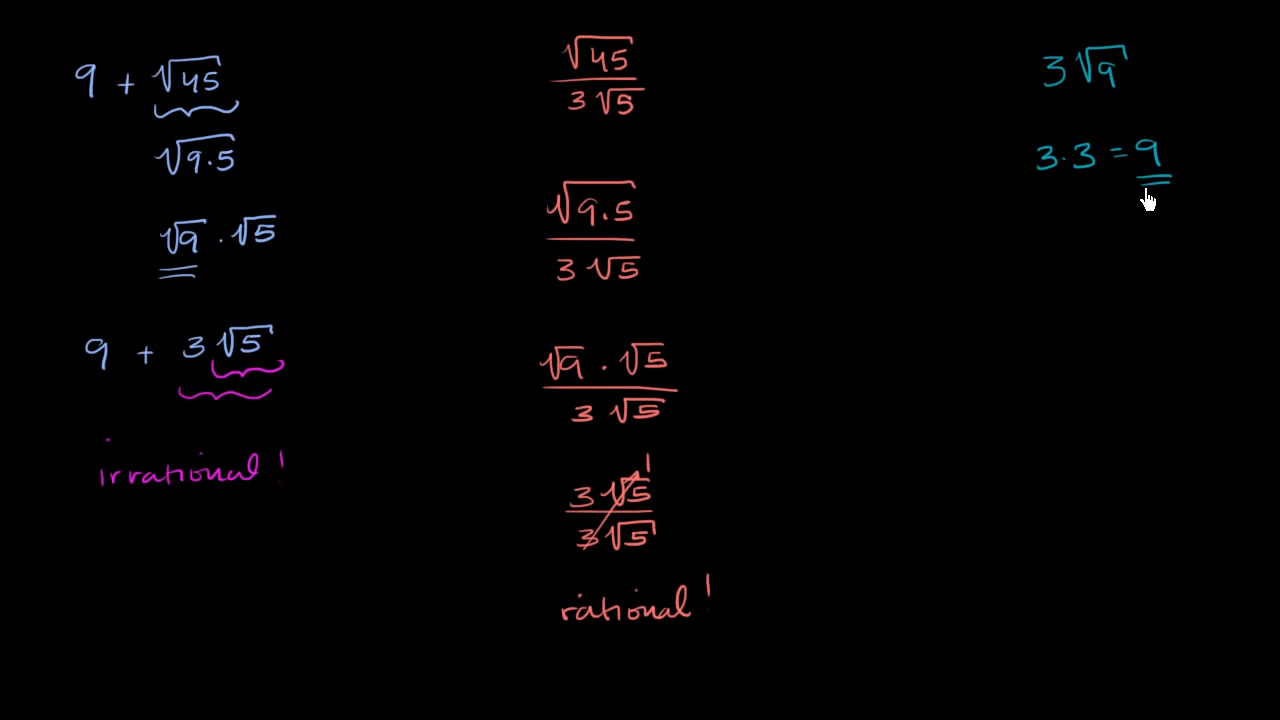 9 + √45
√9·5
√9 · √5
9 + 3√5
irrational!
√45
3√5
√9·5
3√5
√9 · √5
3√5
3√5 1
3√5
rational!
3√9
3·3 = 9